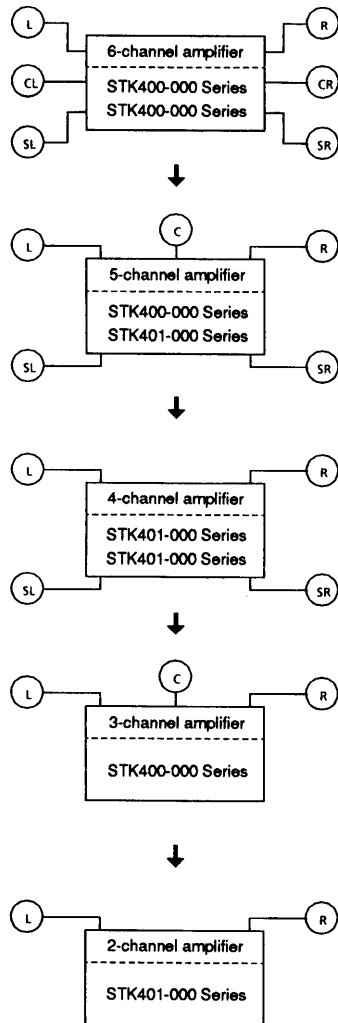 L
R
6-channel amplifier
CL
STK400-000 Series
CR
STK400-000 Series
SL
SR
C
L
R
5-channel amplifier
STK400-000 Series
STK401-000 Series
SL
SR
L
R
4-channel amplifier
STK401-000 Series
STK401-000 Series
SL
SR
C
L
R
3-channel amplifier
STK400-000 Series
L
R
2-channel amplifier
STK401-000 Series